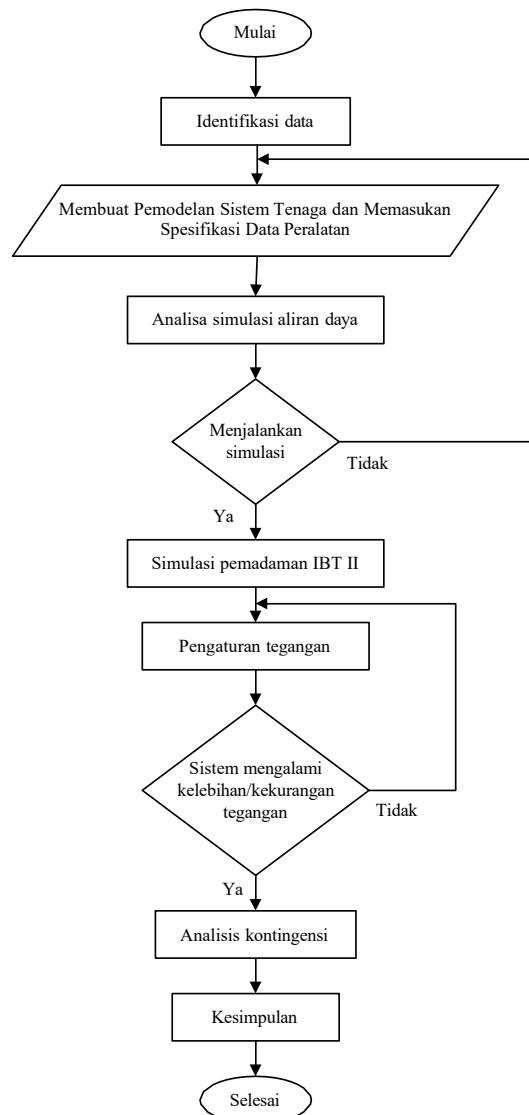 Mulai
Identifikasi data
Membuat Pemodelan Sistem Tenaga dan Memasukan
Spesifikasi Data Peralatan
Analisa simulasi aliran daya
Menjalankan
simulasi
Tidak
Ya
Simulasi pemadaman IBT II
Pengaturan tegangan
Sistem mengalami
kelebihan/kekurangan
tegangan
Tidak
Ya
Analisis kontingensi
Kesimpulan
Selesai